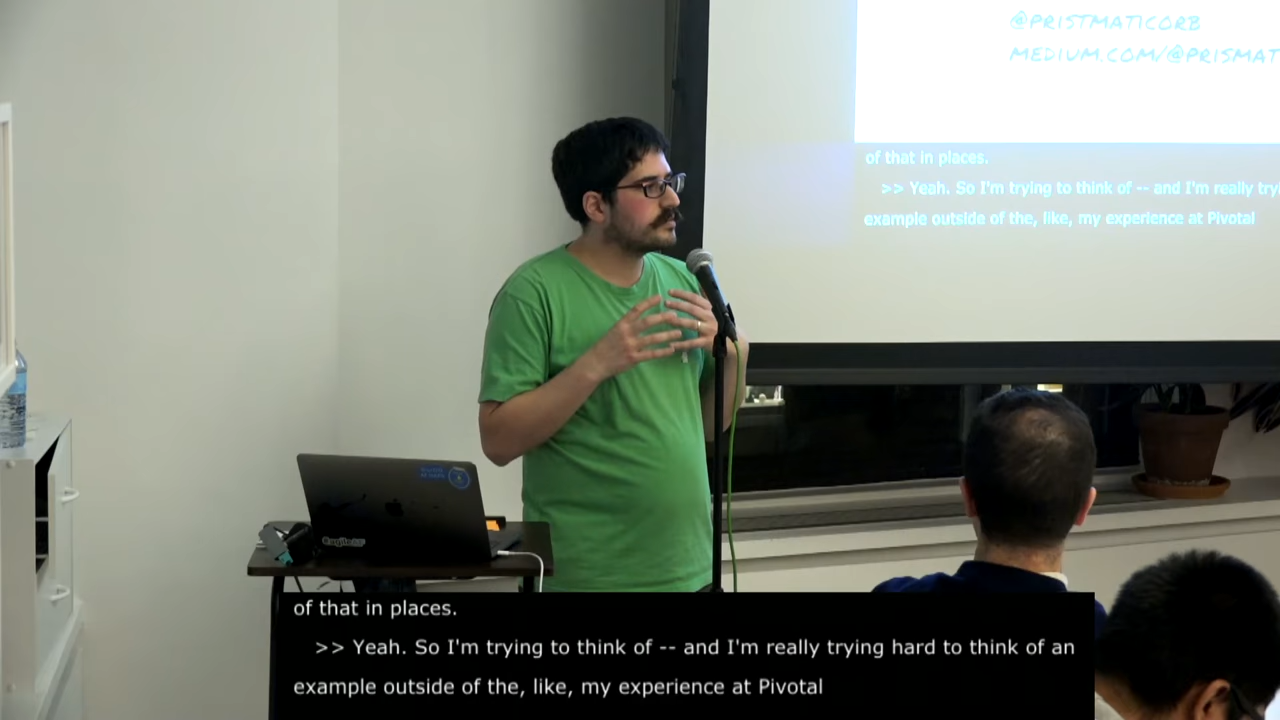 @PRISTMATICORB
MEDIUM.COM/@PRISMAT
of that in places.
>> Yeah. So I'm trying to think of -- and I'm really tryi
example outside of the, like, my experience at Pivotal
of that in places.
>> Yeah. So I'm trying to think of -- and I'm really trying hard to think of an
example outside of the, like, my experience at Pivotal